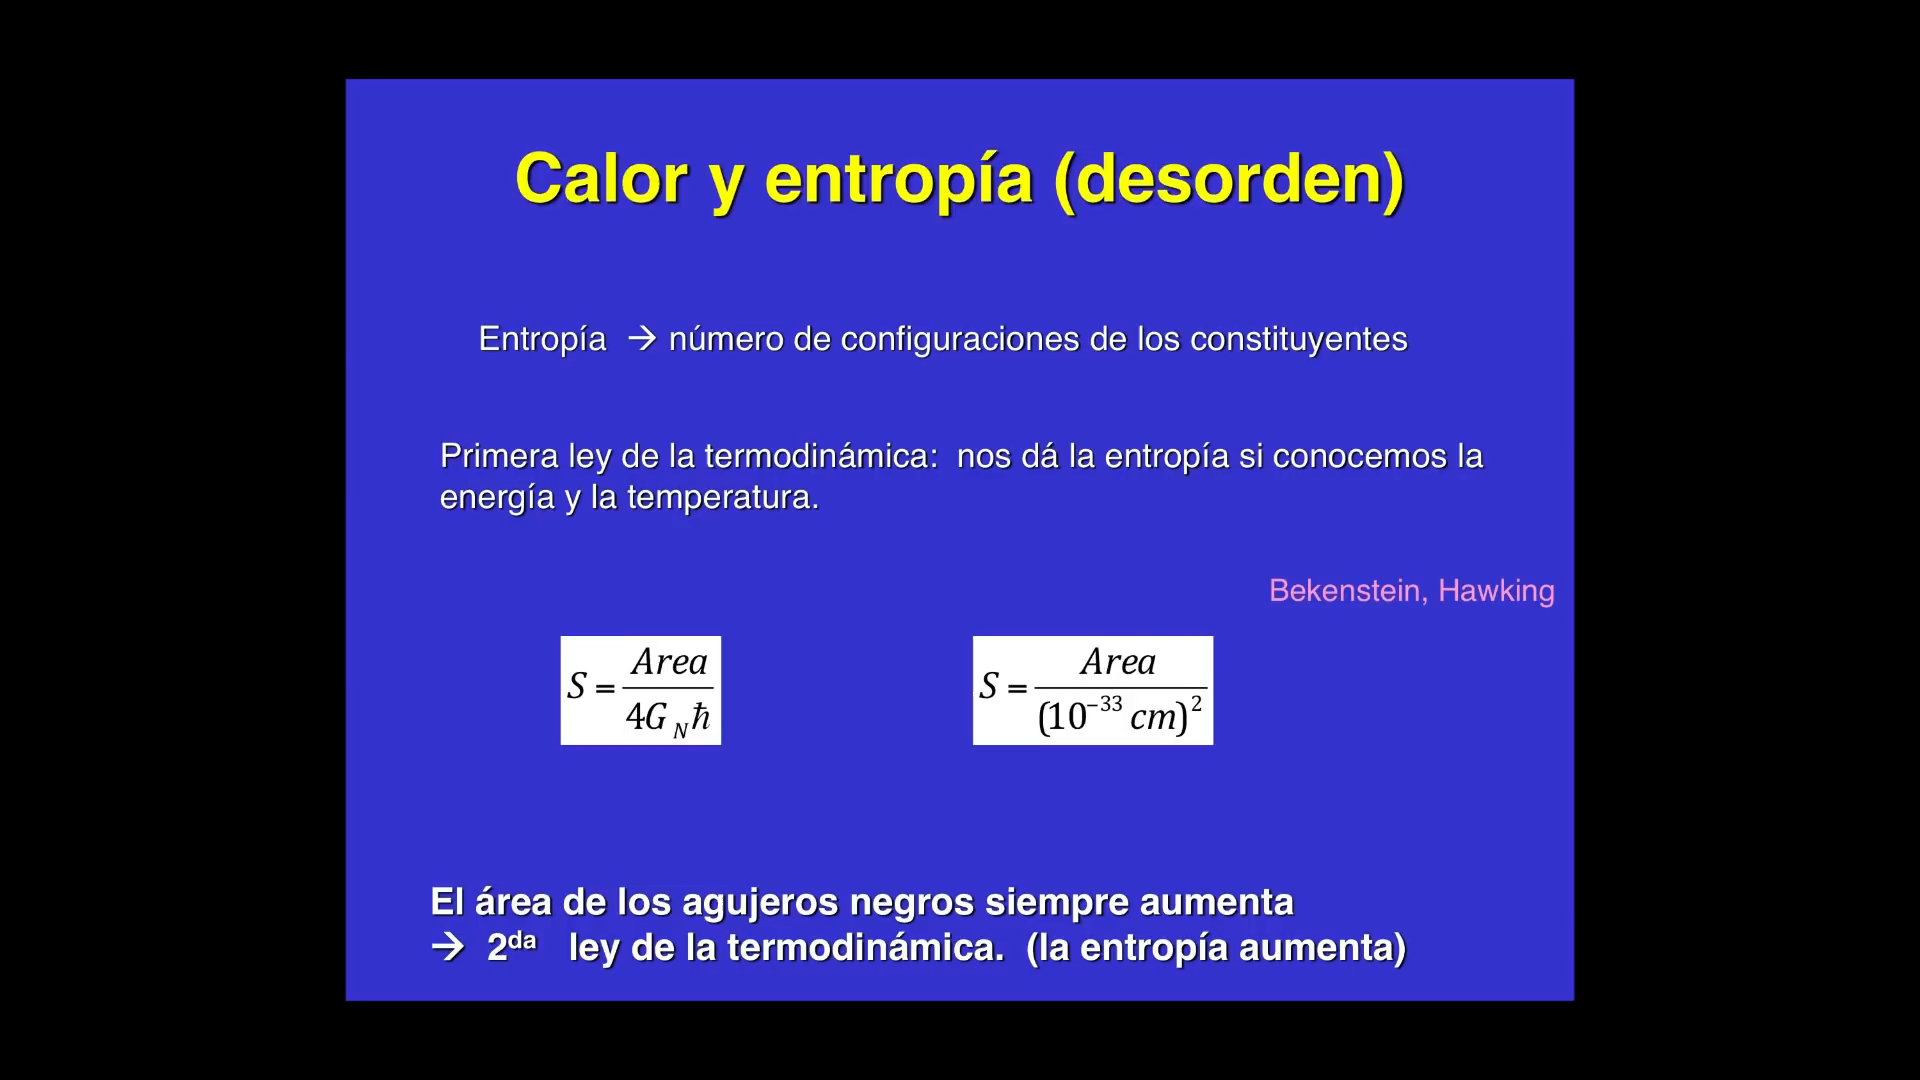 Calor y entropía (desorden)
Entropía → número de configuraciones de los constituyentes
Primera ley de la termodinámica: nos dá la entropía si conocemos la
energía y la temperatura.
Bekenstein, Hawking
S = Area / 4G_N ħ
S = Area / (10⁻³³ cm)²
El área de los agujeros negros siempre aumenta
→ 2ᵈᵃ ley de la termodinámica. (la entropía aumenta)